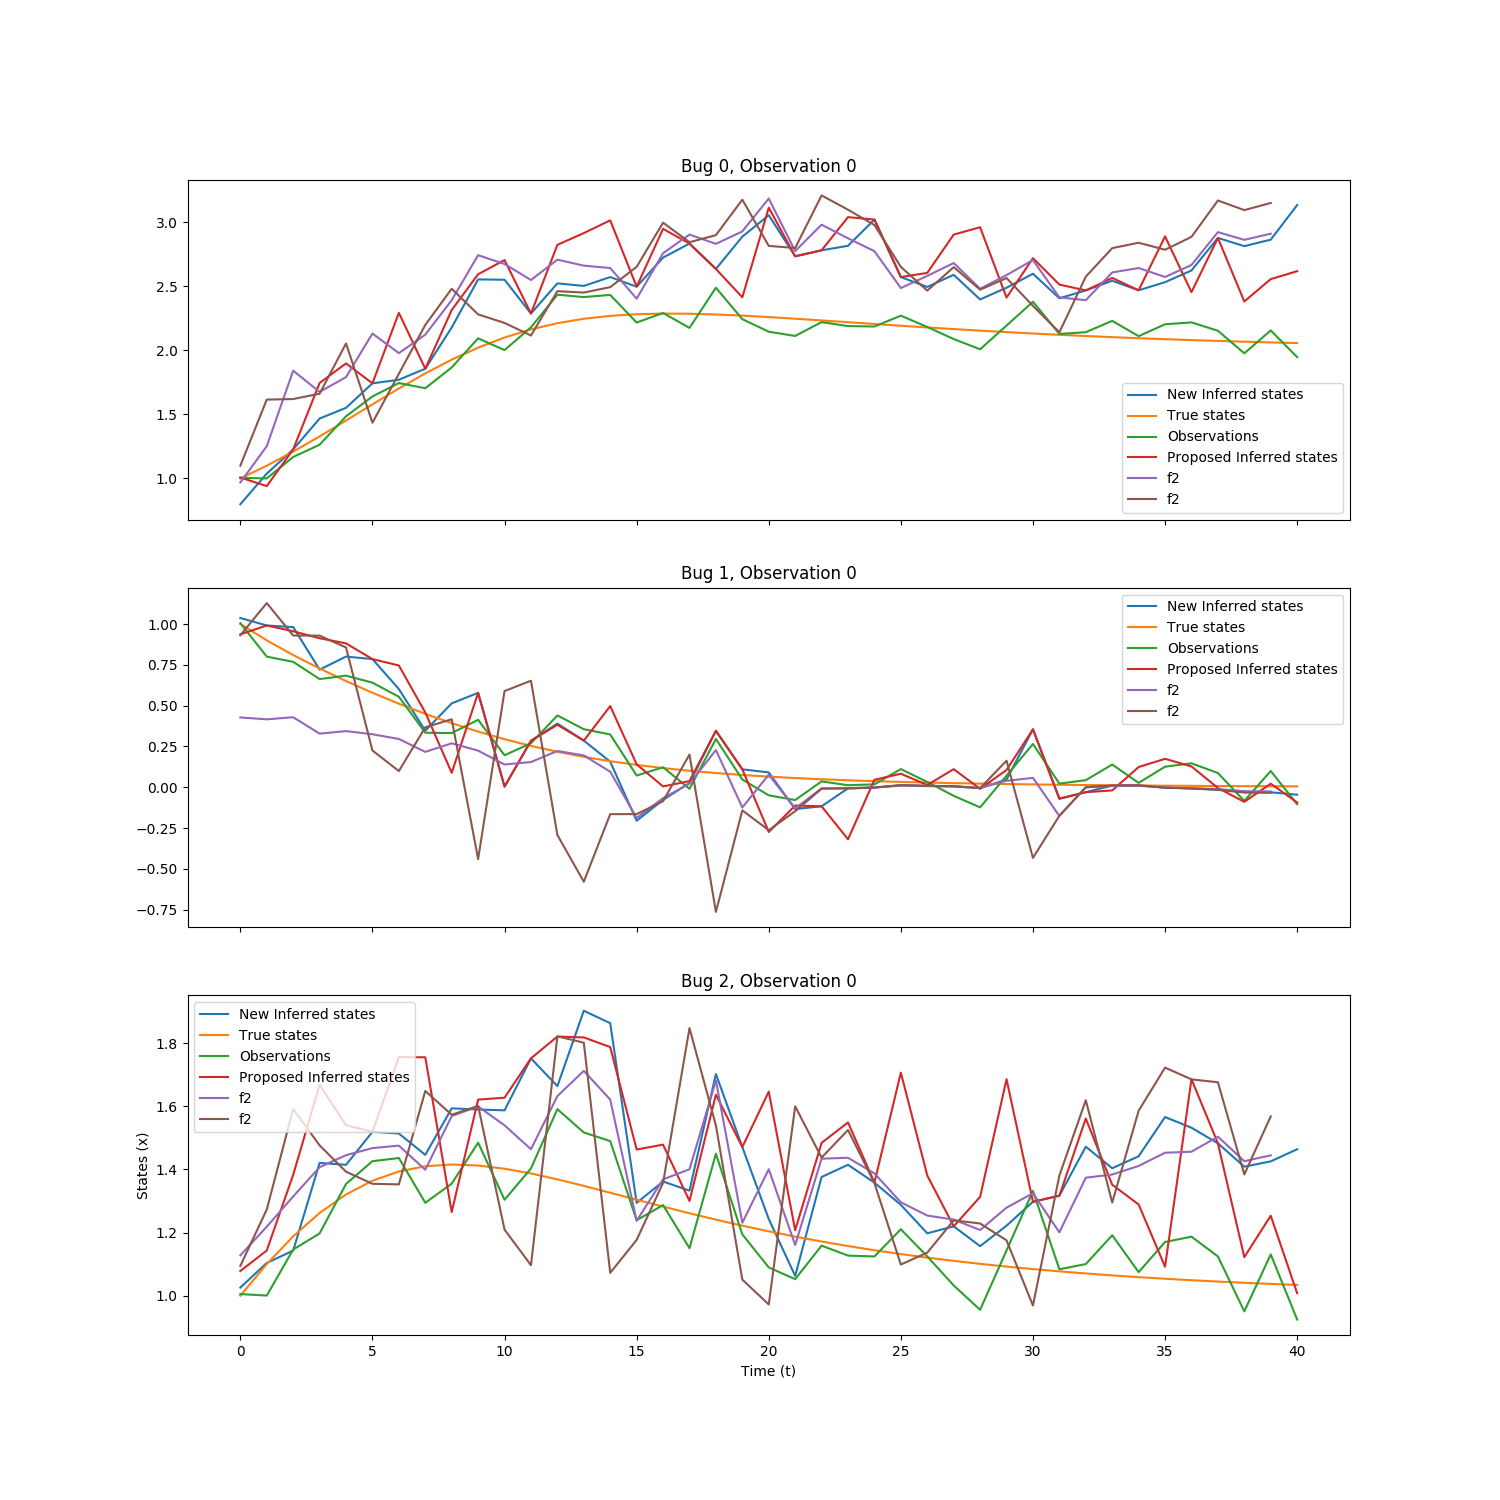 Bug 0, Observation 0
3.0
2.5
2.0
1.5
1.0
New Inferred states
True states
Observations
Proposed Inferred states
f2
f2
Bug 1, Observation 0
1.00
0.75
0.50
0.25
0.00
−0.25
−0.50
−0.75
New Inferred states
True states
Observations
Proposed Inferred states
f2
f2
Bug 2, Observation 0
States (x)
1.8
1.6
1.4
1.2
1.0
New Inferred states
True states
Observations
Proposed Inferred states
f2
f2
0 5 10 15 20 25 30 35 40
Time (t)